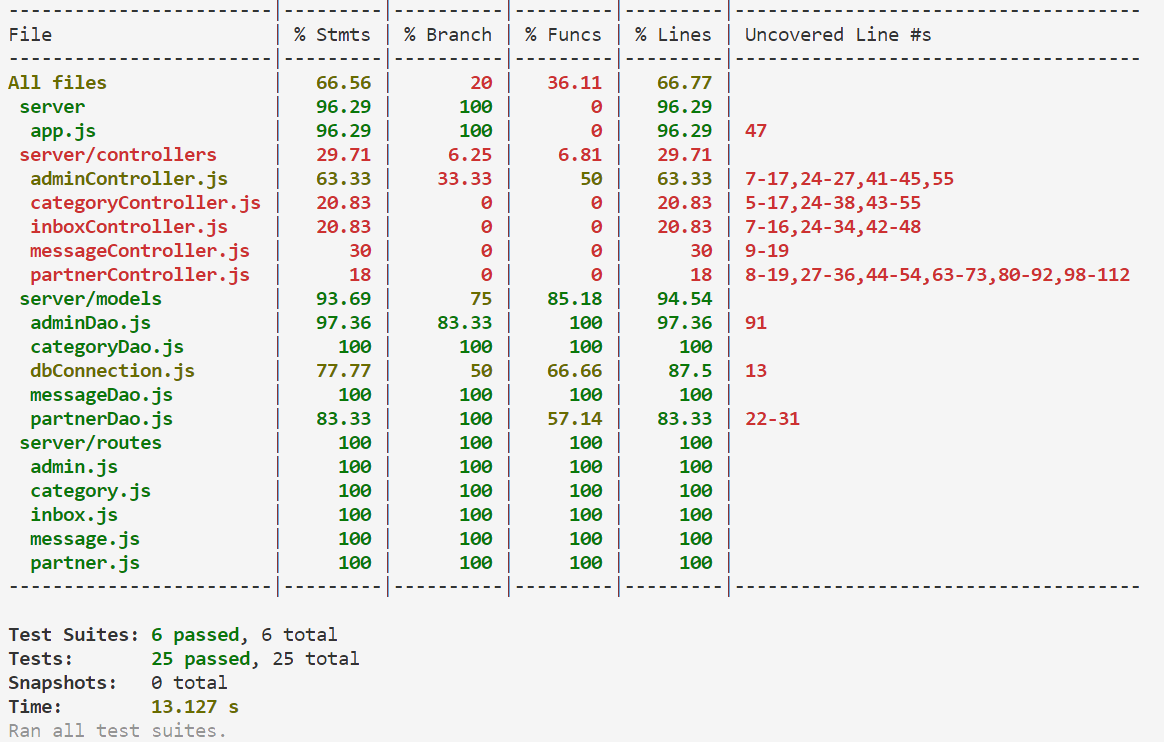 ------------------------|---------|----------|---------|---------|-------------------------------------
File                    | % Stmts | % Branch | % Funcs | % Lines | Uncovered Line #s
------------------------|---------|----------|---------|---------|-------------------------------------
All files               |   66.56 |       20 |   36.11 |   66.77 |
 server                 |   96.29 |      100 |       0 |   96.29 |
  app.js                |   96.29 |      100 |       0 |   96.29 | 47
 server/controllers     |   29.71 |     6.25 |    6.81 |   29.71 |
  adminController.js    |   63.33 |    33.33 |      50 |   63.33 | 7-17,24-27,41-45,55
  categoryController.js |   20.83 |        0 |       0 |   20.83 | 5-17,24-38,43-55
  inboxController.js    |   20.83 |        0 |       0 |   20.83 | 7-16,24-34,42-48
  messageController.js  |      30 |        0 |       0 |      30 | 9-19
  partnerController.js  |      18 |        0 |       0 |      18 | 8-19,27-36,44-54,63-73,80-92,98-112
 server/models          |   93.69 |       75 |   85.18 |   94.54 |
  adminDao.js           |   97.36 |    83.33 |     100 |   97.36 | 91
  categoryDao.js        |     100 |      100 |     100 |     100 |
  dbConnection.js       |   77.77 |       50 |   66.66 |    87.5 | 13
  messageDao.js         |     100 |      100 |     100 |     100 |
  partnerDao.js         |   83.33 |      100 |   57.14 |   83.33 | 22-31
 server/routes          |     100 |      100 |     100 |     100 |
  admin.js              |     100 |      100 |     100 |     100 |
  category.js           |     100 |      100 |     100 |     100 |
  inbox.js              |     100 |      100 |     100 |     100 |
  message.js            |     100 |      100 |     100 |     100 |
  partner.js            |     100 |      100 |     100 |     100 |
------------------------|---------|----------|---------|---------|-------------------------------------
Test Suites: 6 passed, 6 total
Tests:       25 passed, 25 total
Snapshots:   0 total
Time:        13.127 s
Ran all test suites.